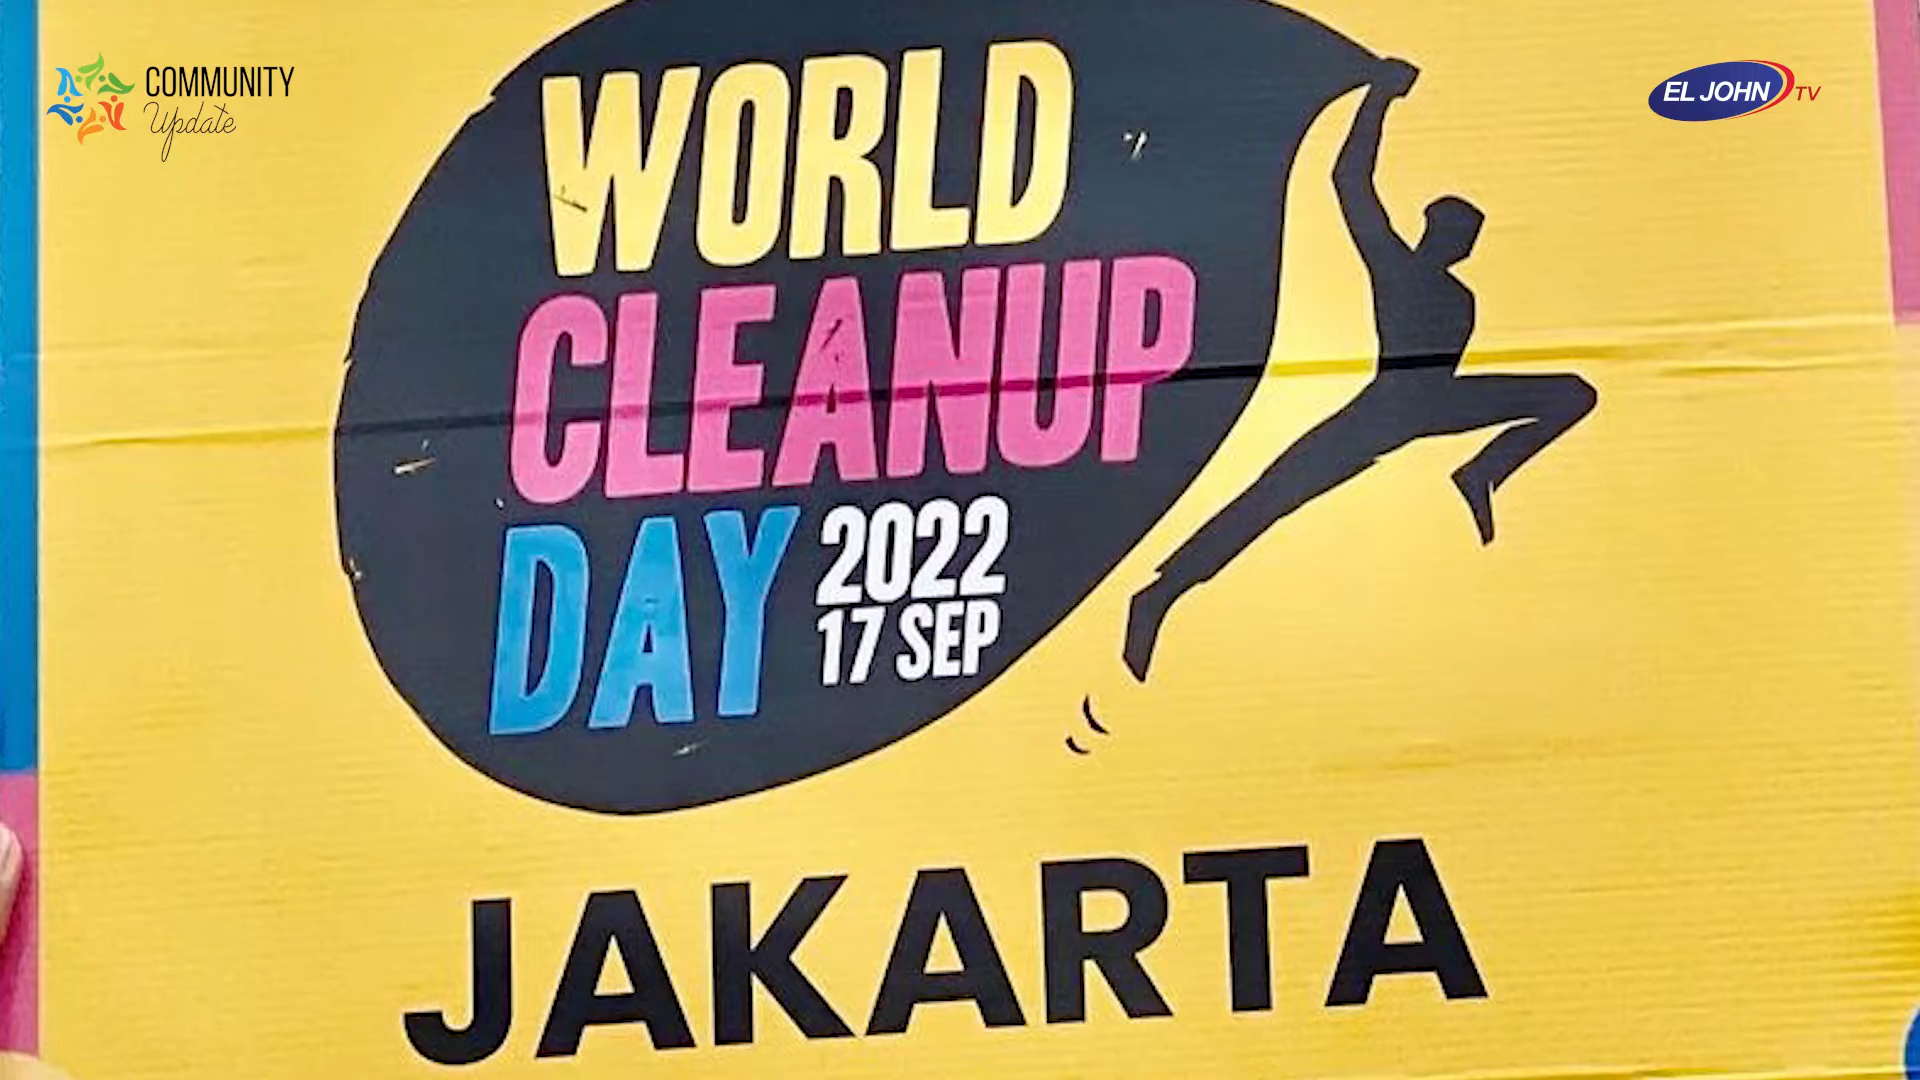 COMMUNITY
Update
EL JOHN TV
WORLD
CLEANUP
DAY 2022
17 SEP
JAKARTA